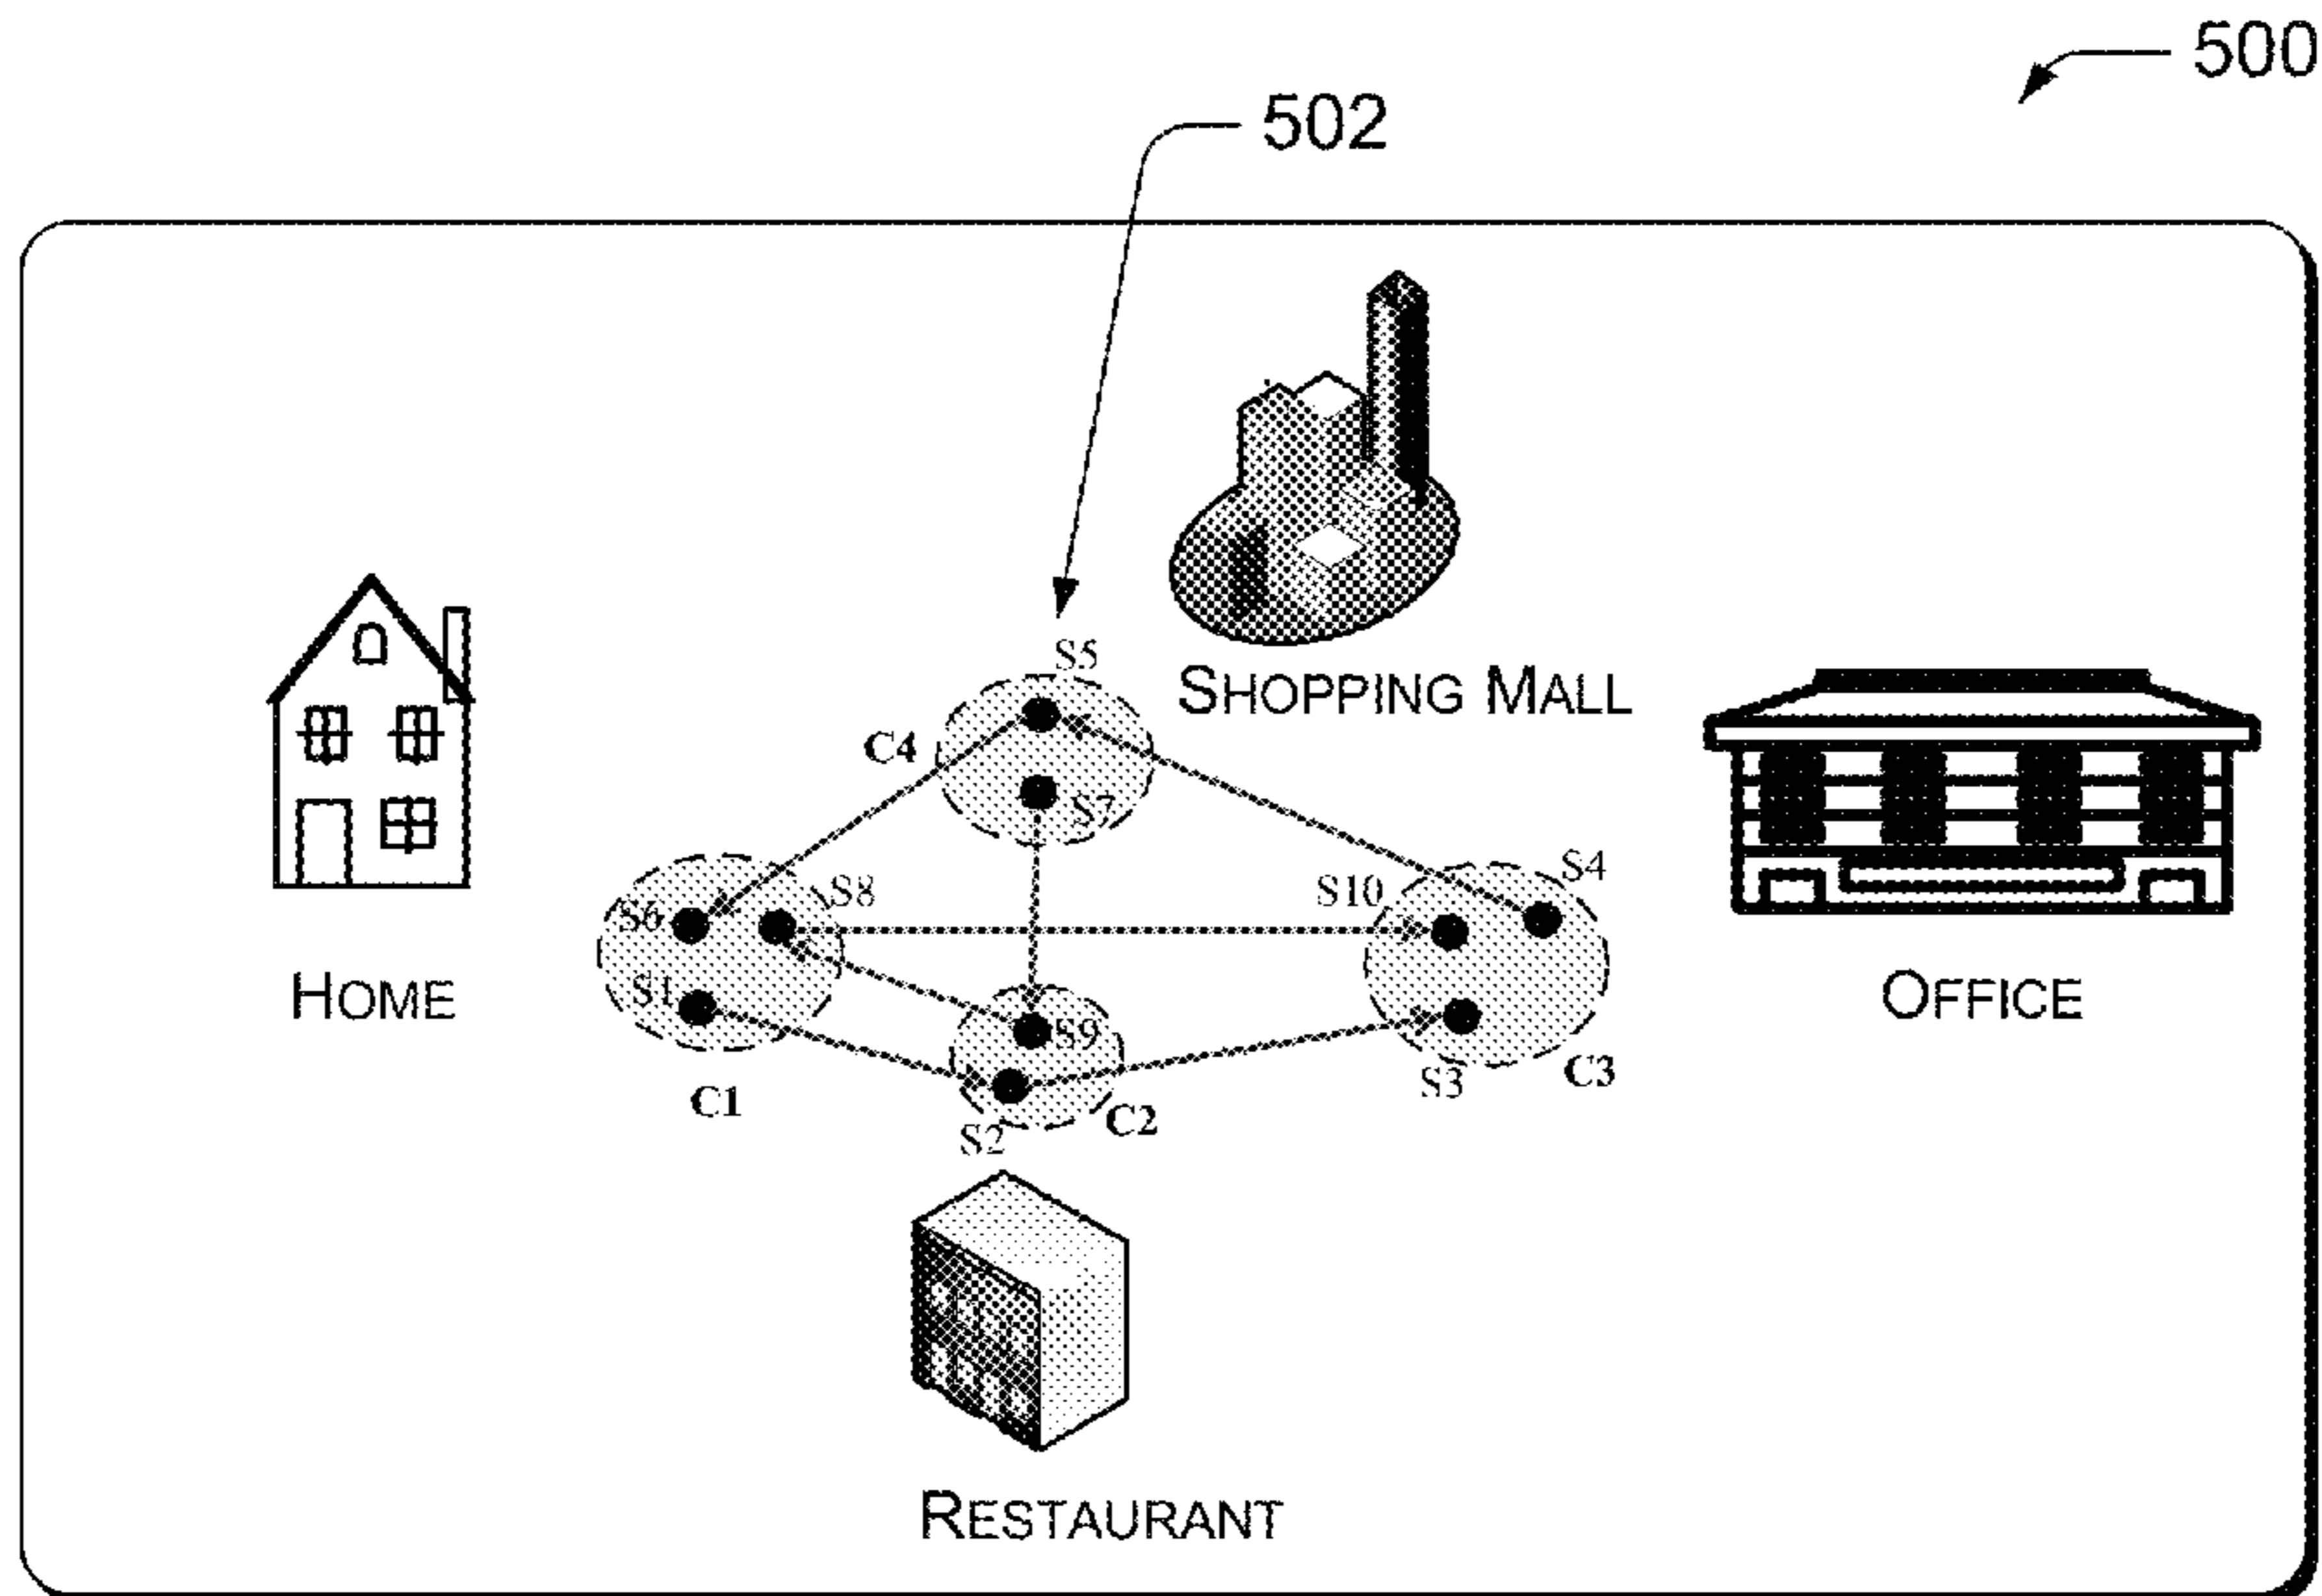 500
502
S5
SHOPPING MALL
C4
S7
S8
S4
S10
S6
HOME
S1
OFFICE
S9
C3
S3
C1
C2
S2
RESTAURANT